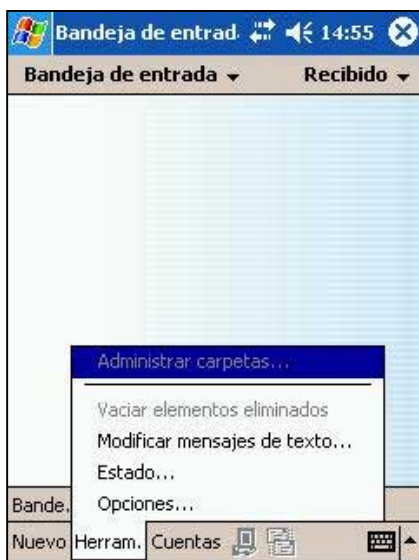 Bandeja de entrad 14:55
Bandeja de entrada Recibido
Administrar carpetas...
Vaciar elementos eliminados
Modificar mensajes de texto...
Estado...
Bande. Opciones...
Nuevo Herram. Cuentas